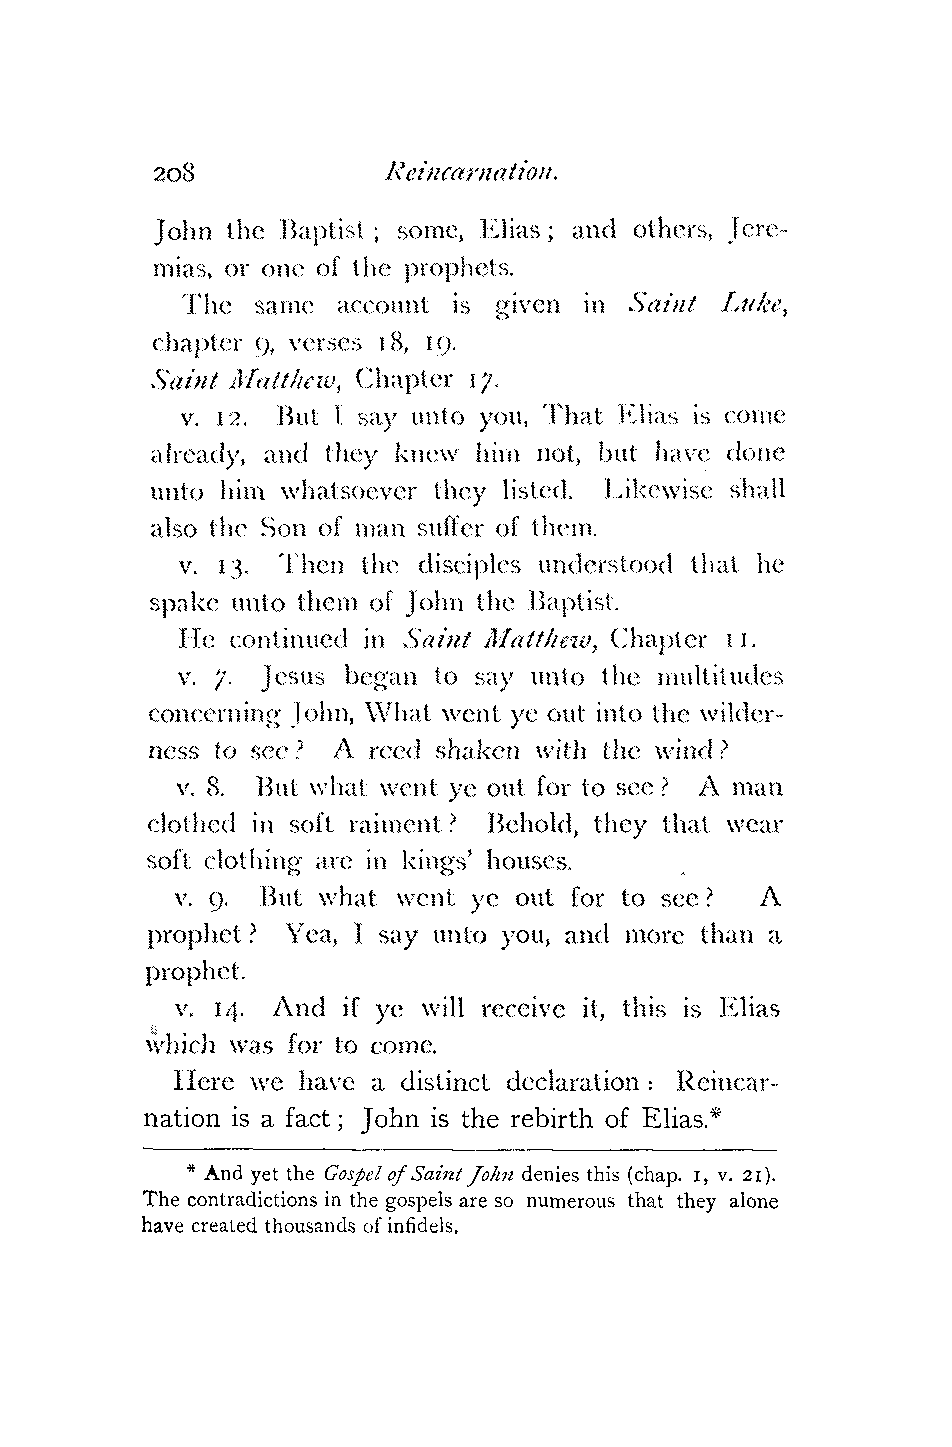 208 Reincarnation.
John the Baptist ; some, Elias ; and others, Jere-
mias, or one of the prophets.
The same account is given in Saint Luke,
chapter 9, verses 18, 19.
Saint Matthew, Chapter 17.
v. 12. But I say unto you, That Elias is come
already, and they knew him not, but have done
unto him whatsoever they listed. Likewise shall
also the Son of man suffer of them.
v. 13. Then the disciples understood that he
spake unto them of John the Baptist.
He continued in Saint Matthew, Chapter 11.
v. 7. Jesus began to say unto the multitudes
concerning John, What went ye out into the wilder-
ness to see ? A reed shaken with the wind ?
v. 8. But what went ye out for to see ? A man
clothed in soft raiment ? Behold, they that wear
soft clothing are in kings' houses.
v. 9. But what went ye out for to see ? A
prophet ? Yea, I say unto you, and more than a
prophet.
v. 14. And if ye will receive it, this is Elias
which was for to come.
Here we have a distinct declaration : Reincar-
nation is a fact ; John is the rebirth of Elias.*
* And yet the Gospel of Saint John denies this (chap. 1, v. 21).
The contradictions in the gospels are so numerous that they alone
have created thousands of infidels.